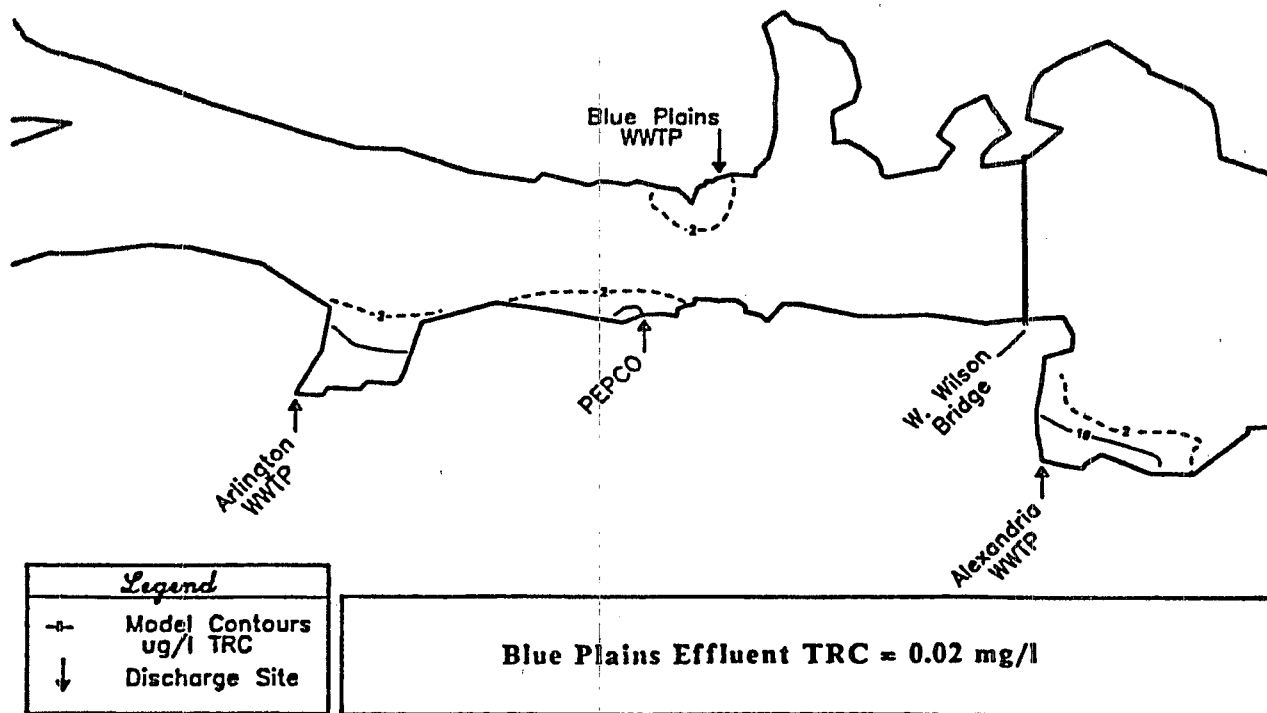 Blue Plains
WWTP
2
2
2
PEPCO
Arlington
WWTP
W. Wilson
Bridge
2
10
Alexandria
WWTP
Legend
Model Contours
ug/l TRC
Discharge Site
Blue Plains Effluent TRC = 0.02 mg/l